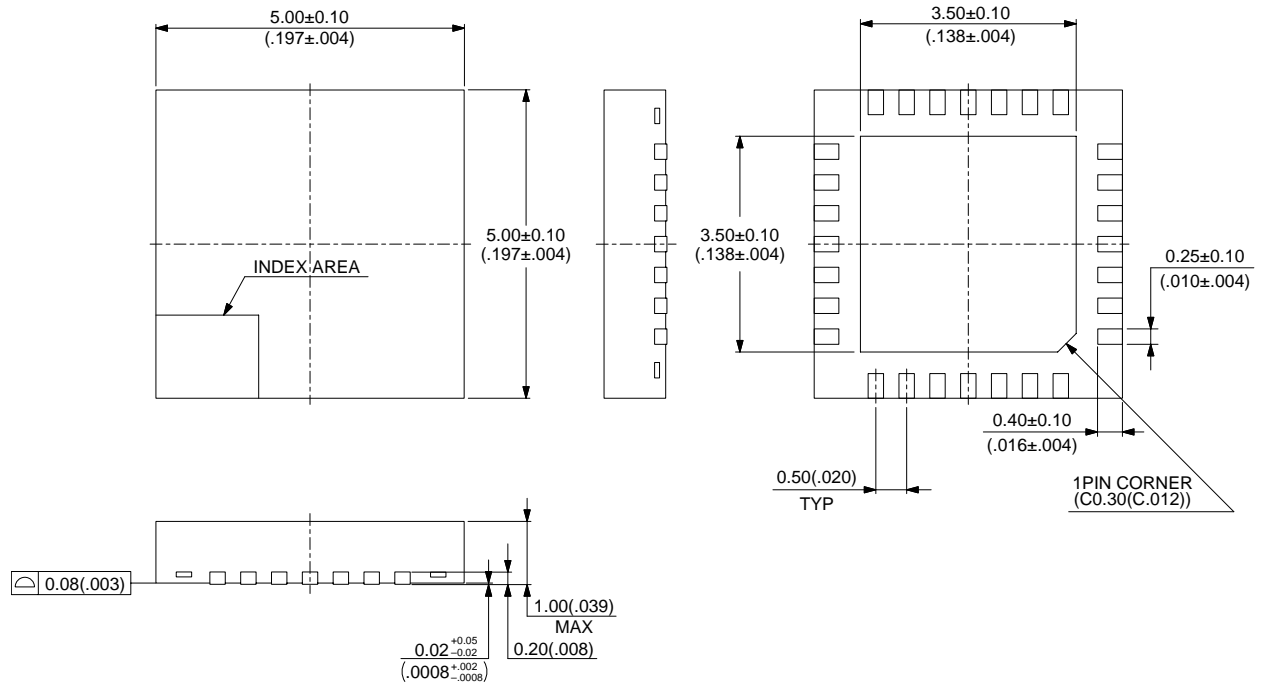 5.00±0.10
(.197±.004)
3.50±0.10
(.138±.004)
5.00±0.10
(.197±.004)
INDEX AREA
3.50±0.10
(.138±.004)
0.25±0.10
(.010±.004)
0.40±0.10
(.016±.004)
0.50(.020)
TYP
1PIN CORNER
(C0.30(C.012))
0.08(.003)
1.00(.039)
MAX
0.02 +0.05 −0.02
(.0008 +.002 −.0008)
0.20(.008)